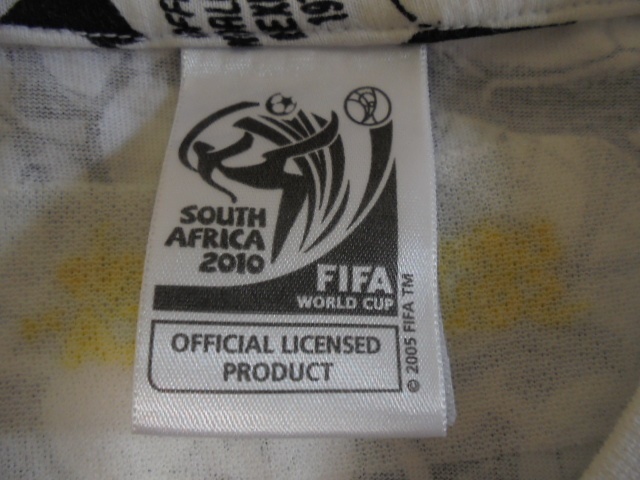 SOUTH
AFRICA
2010
FIFA
WORLD CUP
OFFICIAL LICENSED
PRODUCT
© 2005 FIFA TM